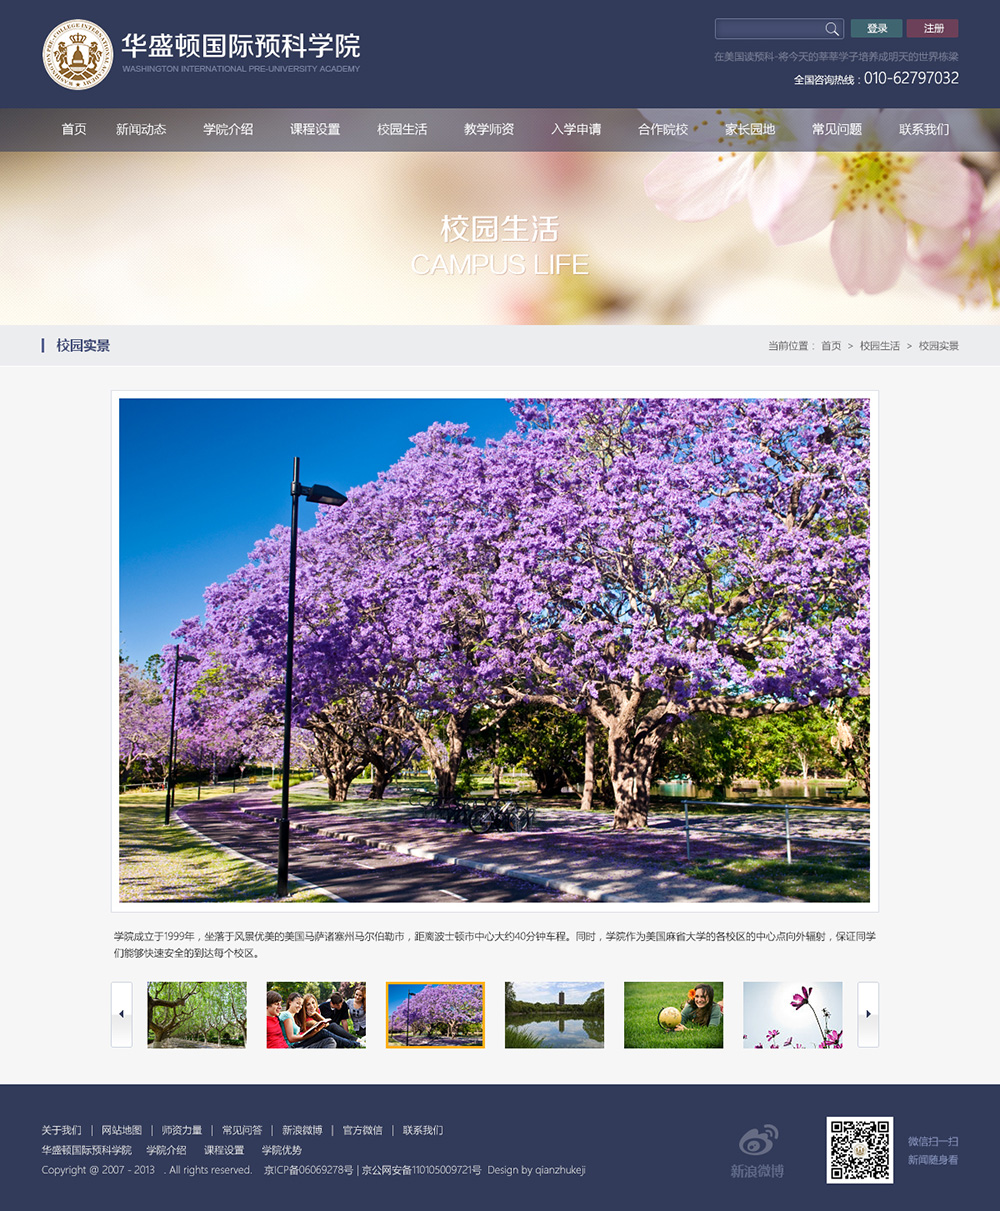 华盛顿国际预科学院
WASHINGTON INTERNATIONAL PRE-UNIVERSITY ACADEMY
登录 注册
在美国读预科-将今天的莘莘学子培养成明天的世界栋梁
全国咨询热线：010-62797032
首页 新闻动态 学院介绍 课程设置 校园生活 教学师资 入学申请 合作院校 家长园地 常见问题 联系我们
校园生活
CAMPUS LIFE
校园实景
当前位置： 首页 > 校园生活 > 校园实景
学院成立于1999年，坐落于风景优美的美国马萨诸塞州马尔伯勒市，距离波士顿市中心大约40分钟车程。同时，学院作为美国麻省大学的各校区的中心点向外辐射，保证同学
们能够快速安全的到达每个校区。
关于我们 | 网站地图 | 师资力量 | 常见问答 | 新浪微博 | 官方微信 | 联系我们
华盛顿国际预科学院 学院介绍 课程设置 学院优势
Copyright @ 2007 - 2013 . All rights reserved. 京ICP备06069278号 | 京公网安备110105009721号 Design by qianzhukeji
新浪微博
微信扫一扫
新闻随身看